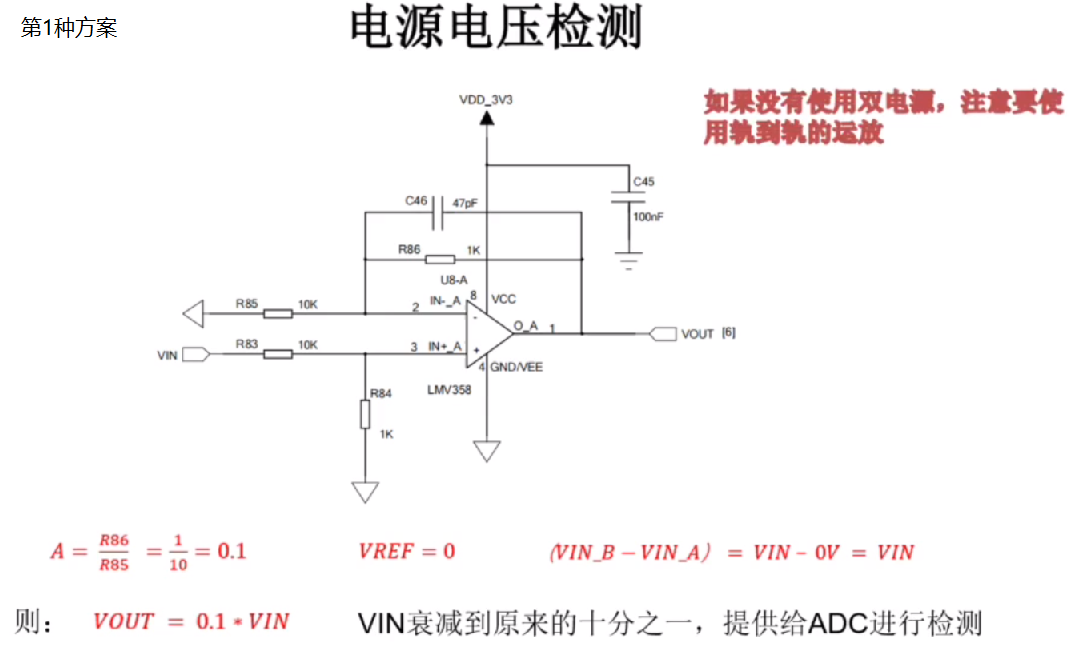 第1种方案
电源电压检测
如果没有使用双电源，注意要使
用轨到轨的运放
VDD_3V3
C45
100nF
C46 47pF
R86 1K
U8-A
R85 10K 2 IN-_A 8 VCC
-
O_A 1 VOUT [6]
VIN R83 10K 3 IN+_A +
4 GND/VEE
R84 LMV358
1K
A = R86/R85 = 1/10 = 0.1 VREF = 0 (VIN_B − VIN_A) = VIN − 0V = VIN
则： VOUT = 0.1 * VIN VIN衰减到原来的十分之一，提供给ADC进行检测